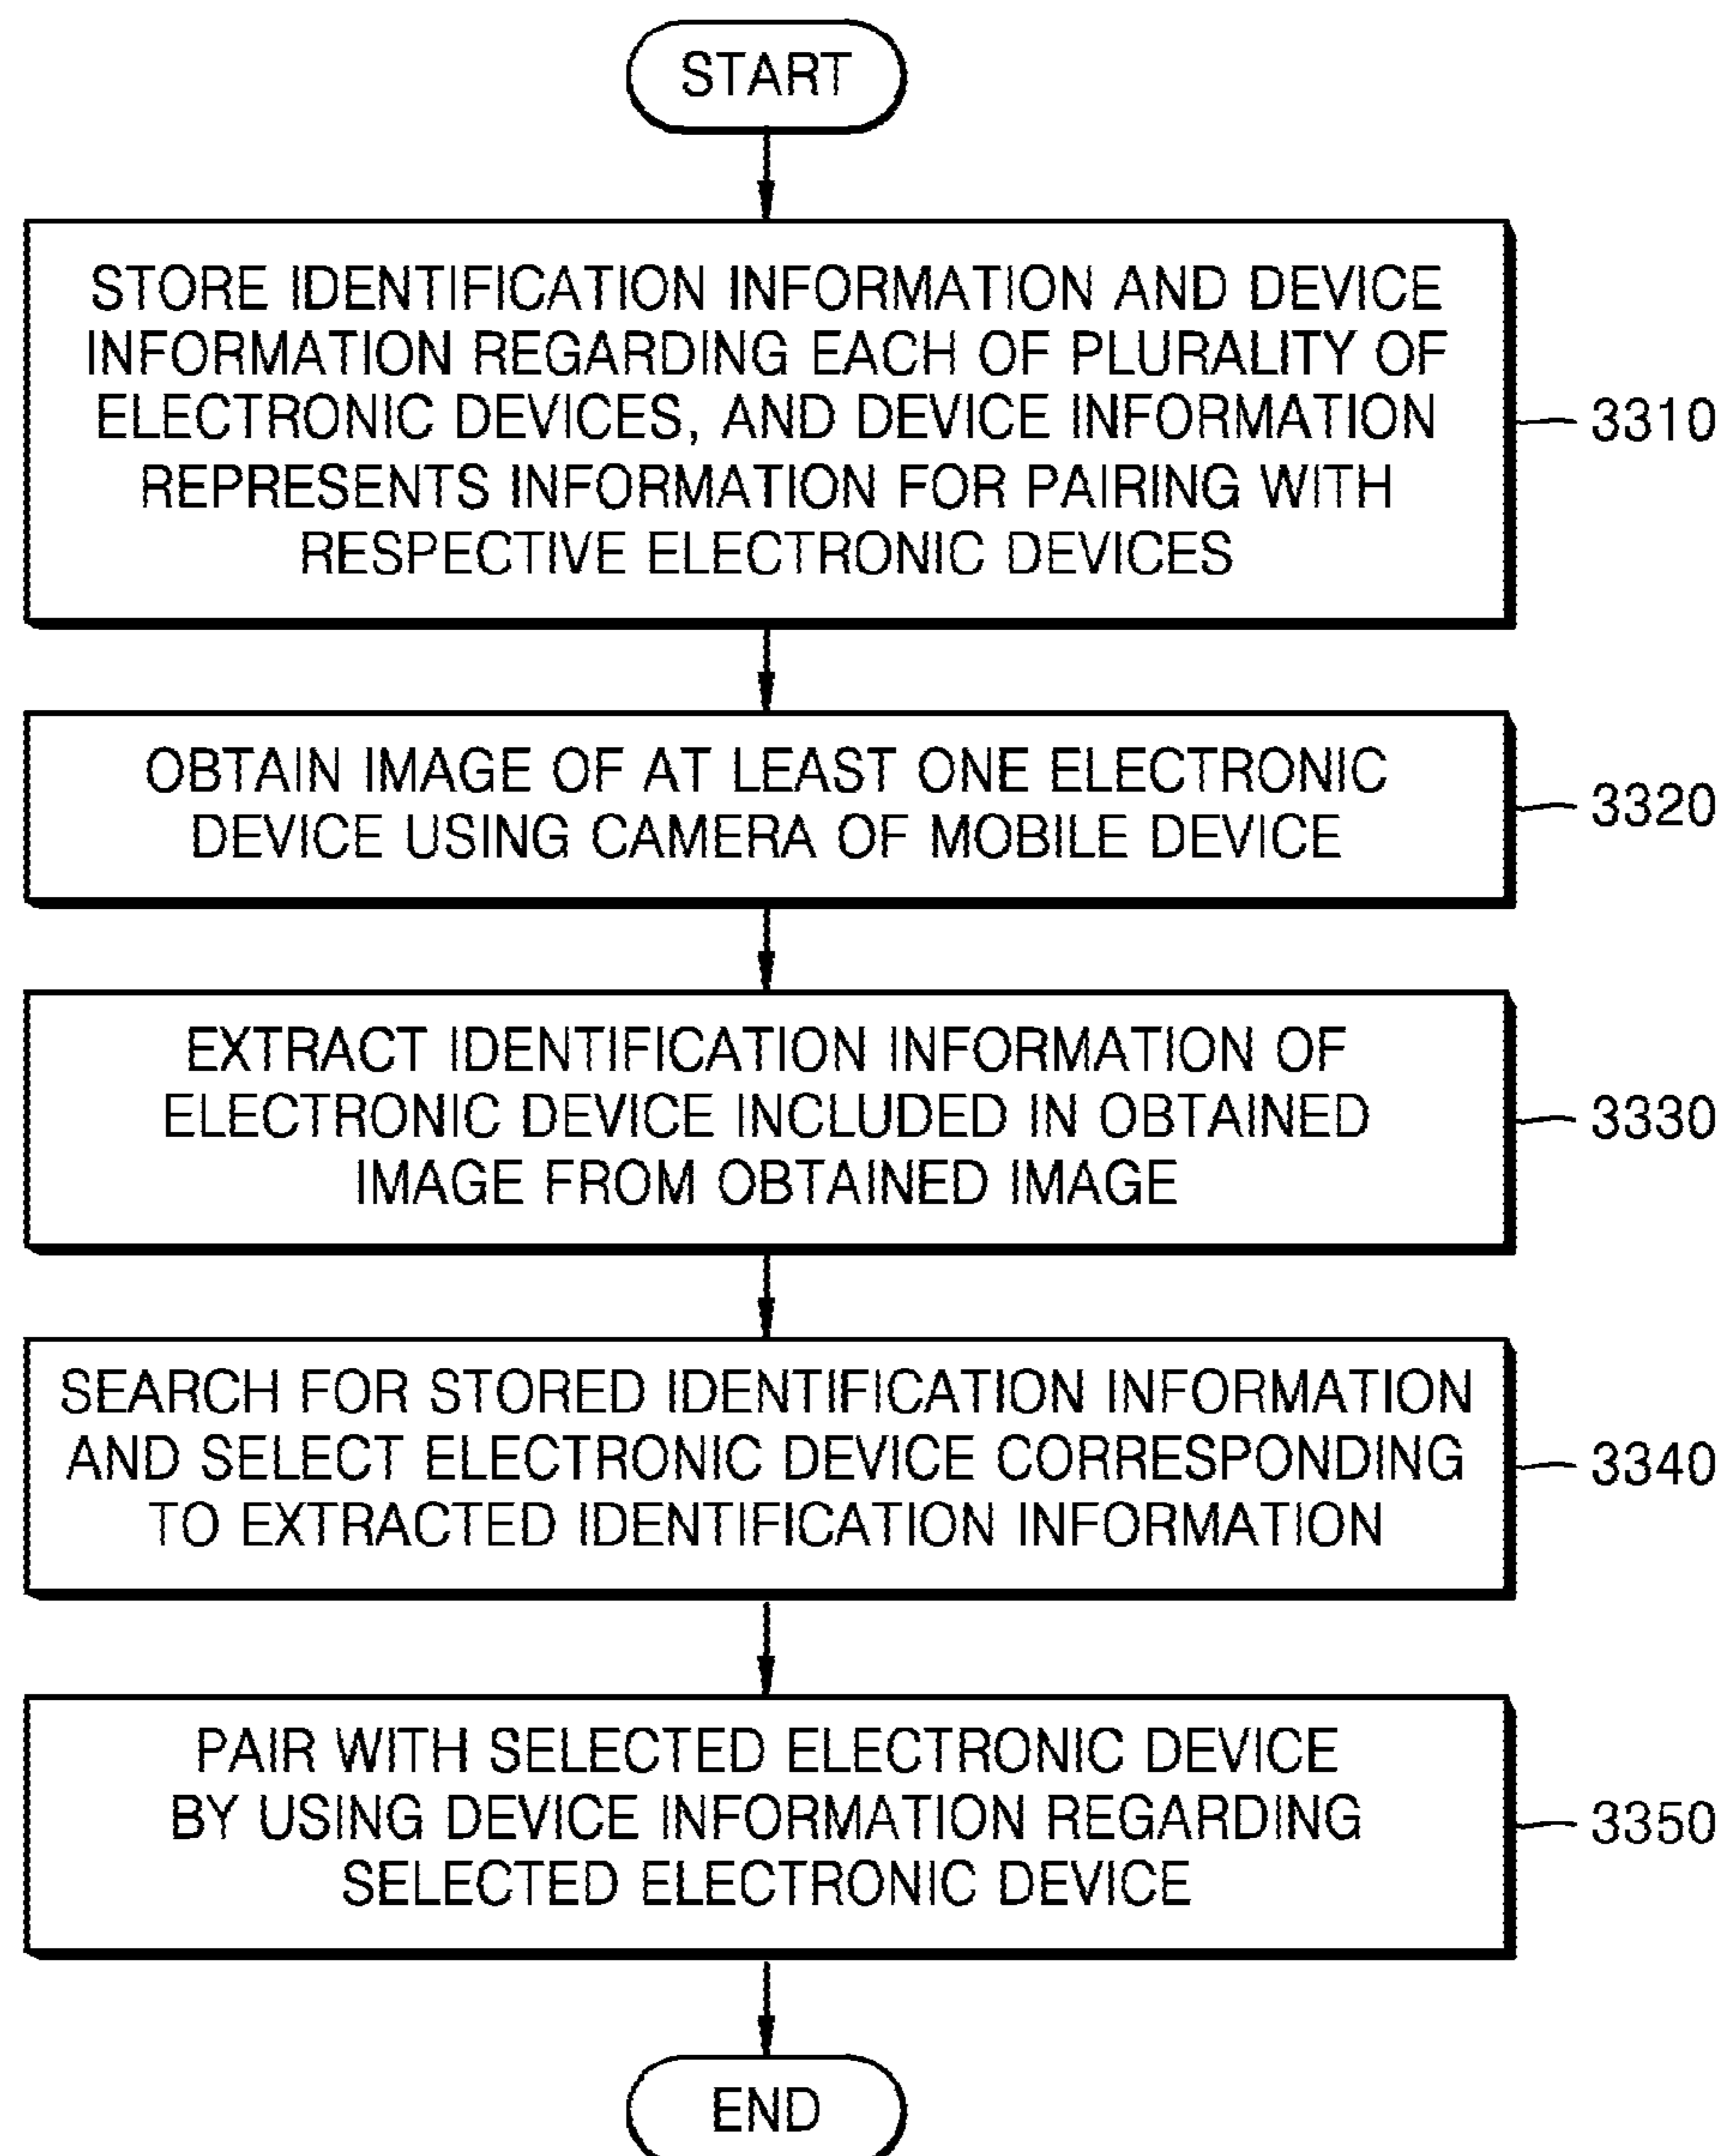 START
STORE IDENTIFICATION INFORMATION AND DEVICE
INFORMATION REGARDING EACH OF PLURALITY OF
ELECTRONIC DEVICES, AND DEVICE INFORMATION
REPRESENTS INFORMATION FOR PAIRING WITH
RESPECTIVE ELECTRONIC DEVICES
3310
OBTAIN IMAGE OF AT LEAST ONE ELECTRONIC
DEVICE USING CAMERA OF MOBILE DEVICE
3320
EXTRACT IDENTIFICATION INFORMATION OF
ELECTRONIC DEVICE INCLUDED IN OBTAINED
IMAGE FROM OBTAINED IMAGE
3330
SEARCH FOR STORED IDENTIFICATION INFORMATION
AND SELECT ELECTRONIC DEVICE CORRESPONDING
TO EXTRACTED IDENTIFICATION INFORMATION
3340
PAIR WITH SELECTED ELECTRONIC DEVICE
BY USING DEVICE INFORMATION REGARDING
SELECTED ELECTRONIC DEVICE
3350
END